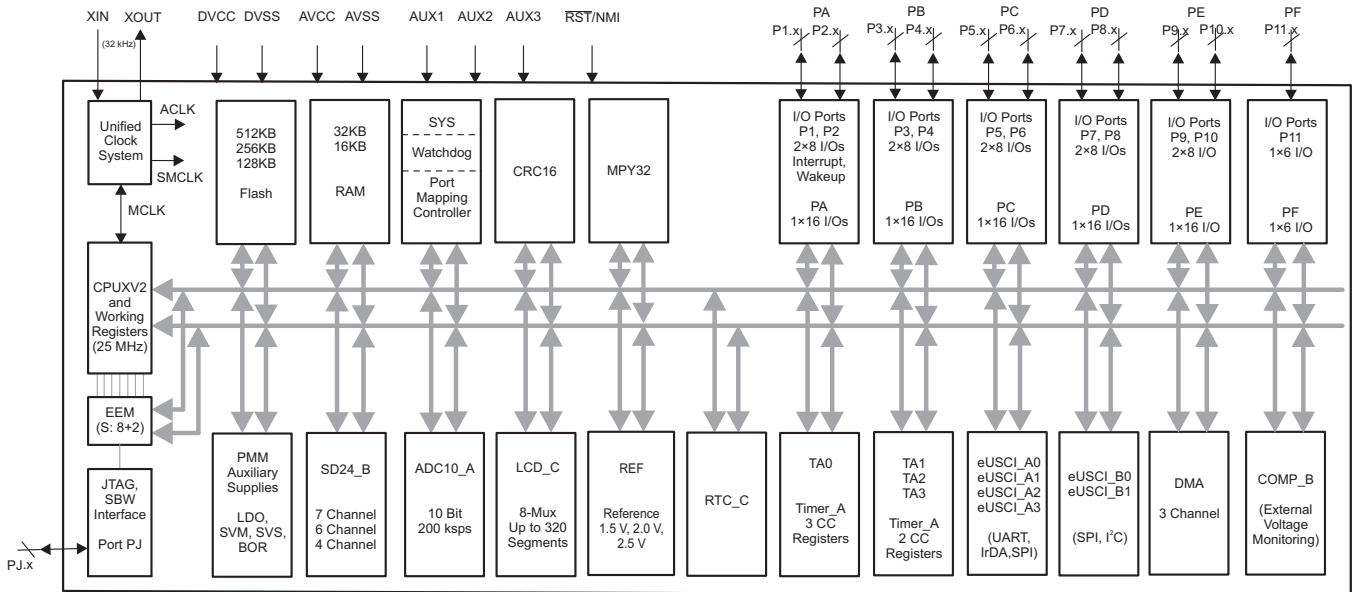 XIN XOUT DVCC DVSS AVCC AVSS AUX1 AUX2 AUX3 RST/NMI
(32 kHz)
PA
P1.x P2.x
PB
P3.x P4.x
PC
P5.x P6.x
PD
P7.x P8.x
PE
P9.x P10.x
PF
P11.x
Unified
Clock
System
ACLK
SMCLK
MCLK
512KB
256KB
128KB
Flash
32KB
16KB
RAM
SYS
Watchdog
Port
Mapping
Controller
CRC16
MPY32
I/O Ports
P1, P2
2×8 I/Os
Interrupt,
Wakeup
PA
1×16 I/Os
I/O Ports
P3, P4
2×8 I/Os
PB
1×16 I/Os
I/O Ports
P5, P6
2×8 I/Os
PC
1×16 I/Os
I/O Ports
P7, P8
2×8 I/Os
PD
1×16 I/Os
I/O Ports
P9, P10
2×8 I/O
PE
1×16 I/O
I/O Ports
P11
1×6 I/O
PF
1×6 I/O
CPUXV2
and
Working
Registers
(25 MHz)
EEM
(S: 8+2)
JTAG,
SBW
Interface
Port PJ
PJ.x
PMM
Auxiliary
Supplies
LDO,
SVM, SVS,
BOR
SD24_B
7 Channel
6 Channel
4 Channel
ADC10_A
10 Bit
200 ksps
LCD_C
8-Mux
Up to 320
Segments
REF
Reference
1.5 V, 2.0 V,
2.5 V
RTC_C
TA0
Timer_A
3 CC
Registers
TA1
TA2
TA3
Timer_A
2 CC
Registers
eUSCI_A0
eUSCI_A1
eUSCI_A2
eUSCI_A3
(UART,
IrDA,SPI)
eUSCI_B0
eUSCI_B1
(SPI, I²C)
DMA
3 Channel
COMP_B
(External
Voltage
Monitoring)